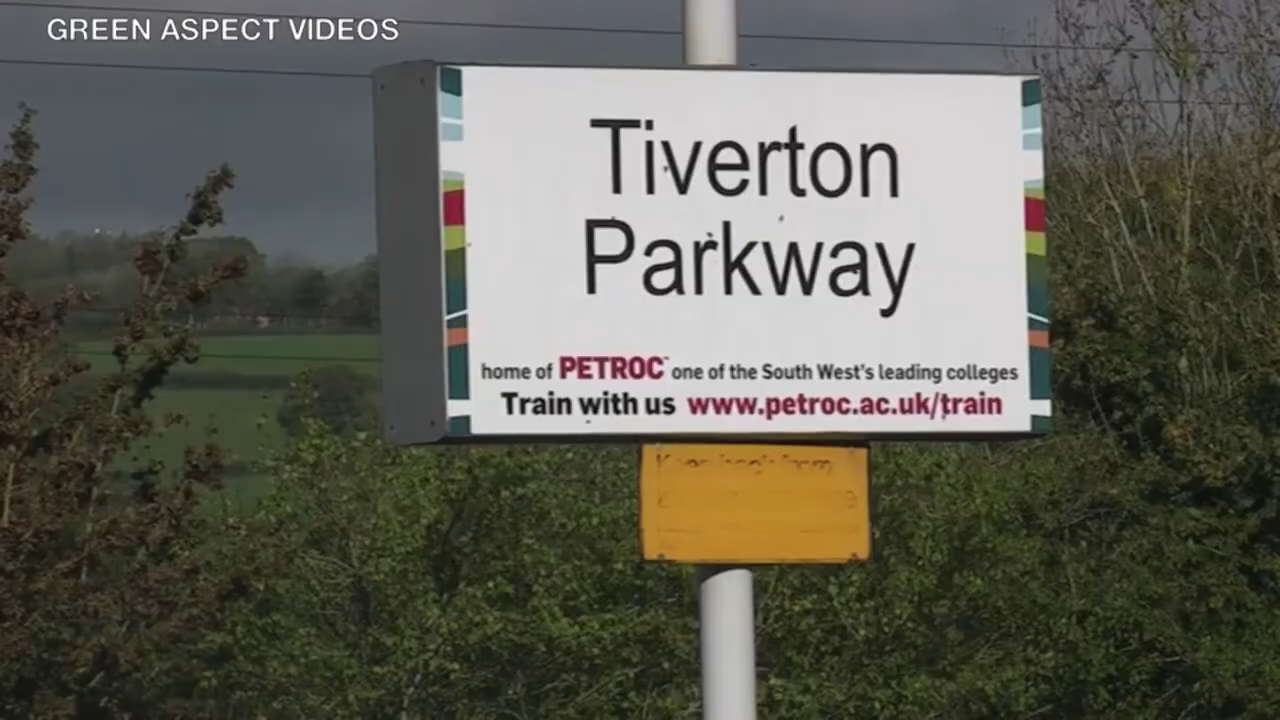 GREEN ASPECT VIDEOS
Tiverton
Parkway
home of PETROC™ one of the South West's leading colleges
Train with us www.petroc.ac.uk/train